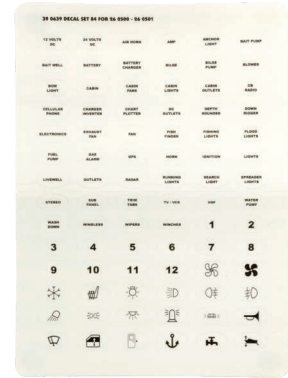 39 0639 DECAL SET 84 FOR 26 0500 - 26 0501
12 VOLTS DC
24 VOLTS DC
AIR HORN
AMP
ANCHOR LIGHT
BAIT PUMP
BAIT WELL
BATTERY
BATTERY CHARGER
BILGE
BILGE PUMP
BLOWER
BOW LIGHT
CABIN
CABIN FANS
CABIN LIGHTS
CABIN OUTLETS
CB RADIO
CELLULAR PHONE
CHARGER INVERTER
CHART PLOTTER
DC OUTLETS
DEPTH SOUNDER
DOWN RIGGER
ELECTRONICS
EXHAUST FAN
FAN
FISH FINDER
FISHING LIGHTS
FLOOD LIGHTS
FUEL PUMP
GAS ALARM
GPS
HORN
IGNITION
LIGHTS
LIVEWELL
OUTLETS
RADAR
RUNNING LIGHTS
SEARCH LIGHT
SPREADER LIGHTS
STEREO
SUB PANEL
TRIM TABS
TV / VCR
VHF
WATER PUMP
WASH DOWN
WINDLASS
WIPERS
WINCHES
1
2
3
4
5
6
7
8
9
10
11
12